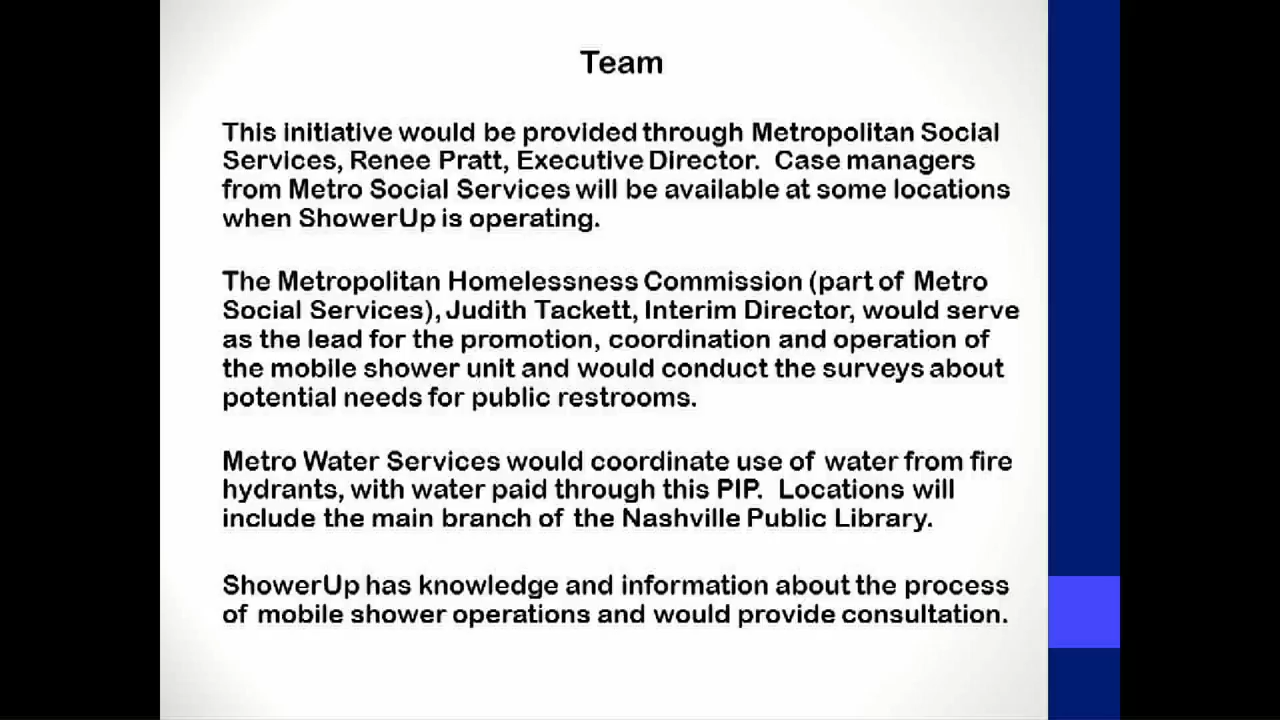 Team
This initiative would be provided through Metropolitan Social
Services, Renee Pratt, Executive Director. Case managers
from Metro Social Services will be available at some locations
when ShowerUp is operating.
The Metropolitan Homelessness Commission (part of Metro
Social Services), Judith Tackett, Interim Director, would serve
as the lead for the promotion, coordination and operation of
the mobile shower unit and would conduct the surveys about
potential needs for public restrooms.
Metro Water Services would coordinate use of water from fire
hydrants, with water paid through this PIP. Locations will
include the main branch of the Nashville Public Library.
ShowerUp has knowledge and information about the process
of mobile shower operations and would provide consultation.